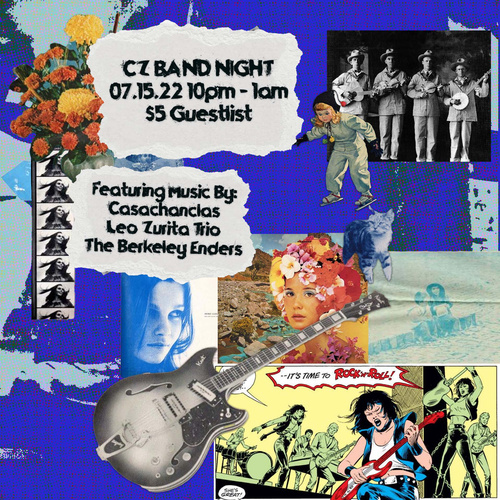 CZ BAND NIGHT
07.15.22 10pm - 1am
$5 Guestlist
Featuring Music By:
Casachanclas
Leo Zurita Trio
The Berkeley Enders
...IT'S TIME TO ROCK 'N' ROLL!
SHE'S GREAT!